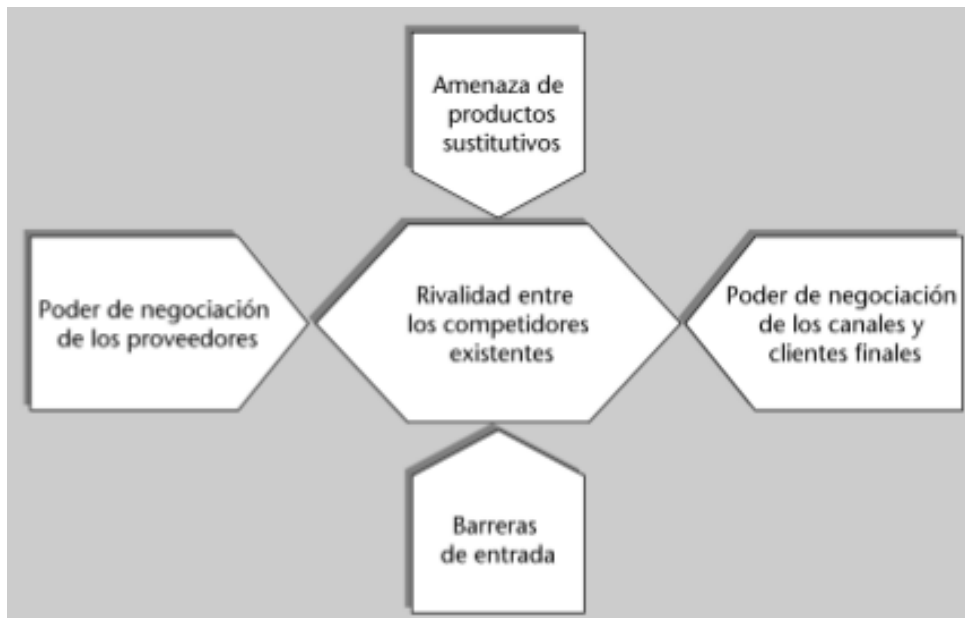 Amenaza de
productos
sustitutivos
Poder de negociación
de los proveedores
Rivalidad entre
los competidores
existentes
Poder de negociación
de los canales y
clientes finales
Barreras
de entrada